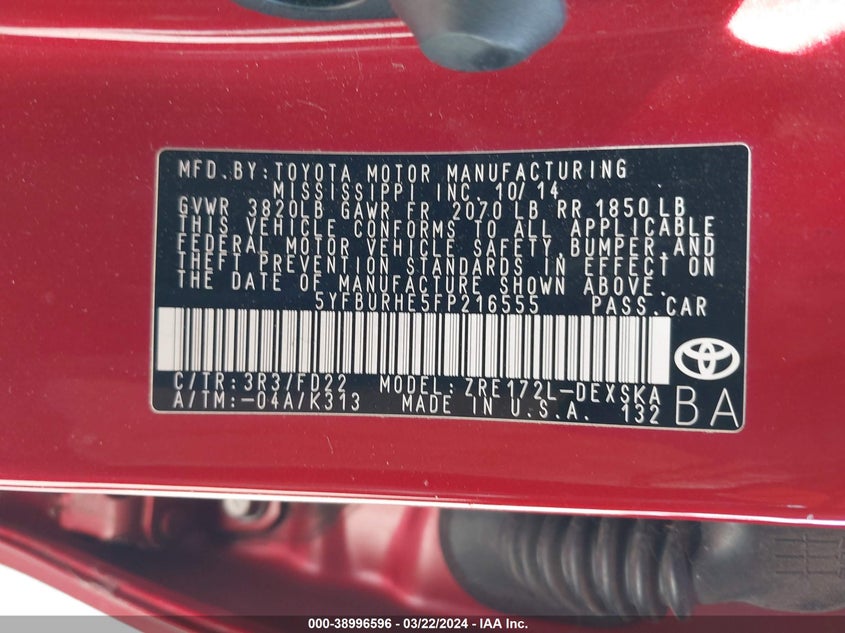 MFD.BY: TOYOTA MOTOR MANUFACTURING
MISSISSIPPI INC. 10/14
GVWR 3820LB GAWR FR 2070 LB RR 1850 LB
THIS VEHICLE CONFORMS TO ALL APPLICABLE
FEDERAL MOTOR VEHICLE SAFETY, BUMPER, AND
THEFT PREVENTION STANDARDS IN EFFECT ON
THE DATE OF MANUFACTURE SHOWN ABOVE.
5YFBURHE5FP216555 PASS.CAR
C/TR: 3R3/FD22 MODEL: ZRE172L-DEXSKA
A/TM:-04A/K313 MADE IN U.S.A. 132 BA
000-38996596 - 03/22/2024 - IAA Inc.